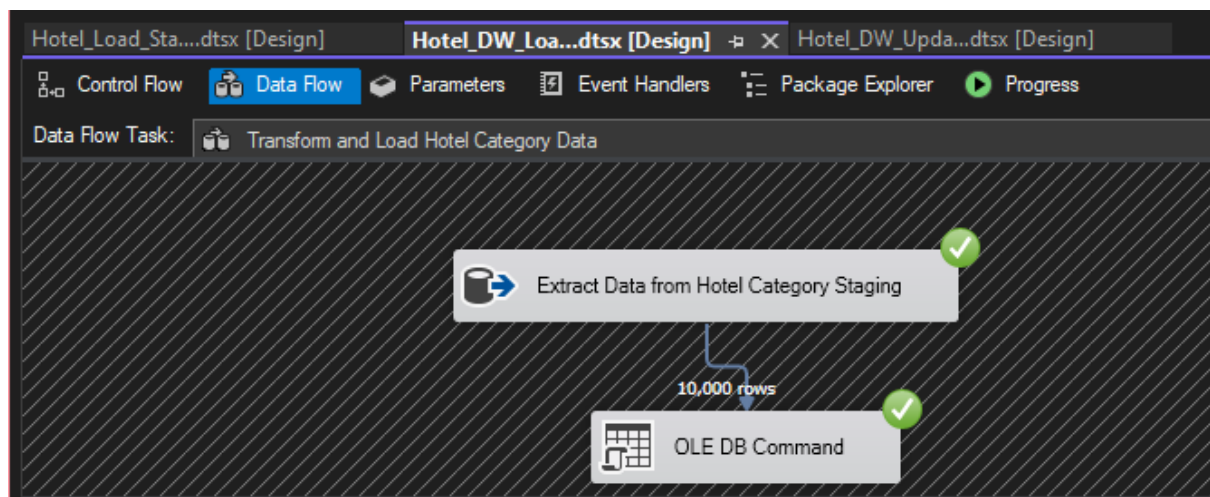 Hotel_Load_Sta....dtsx [Design] Hotel_DW_Loa...dtsx [Design] Hotel_DW_Upda...dtsx [Design]
Control Flow Data Flow Parameters Event Handlers Package Explorer Progress
Data Flow Task: Transform and Load Hotel Category Data
Extract Data from Hotel Category Staging
10,000 rows
OLE DB Command